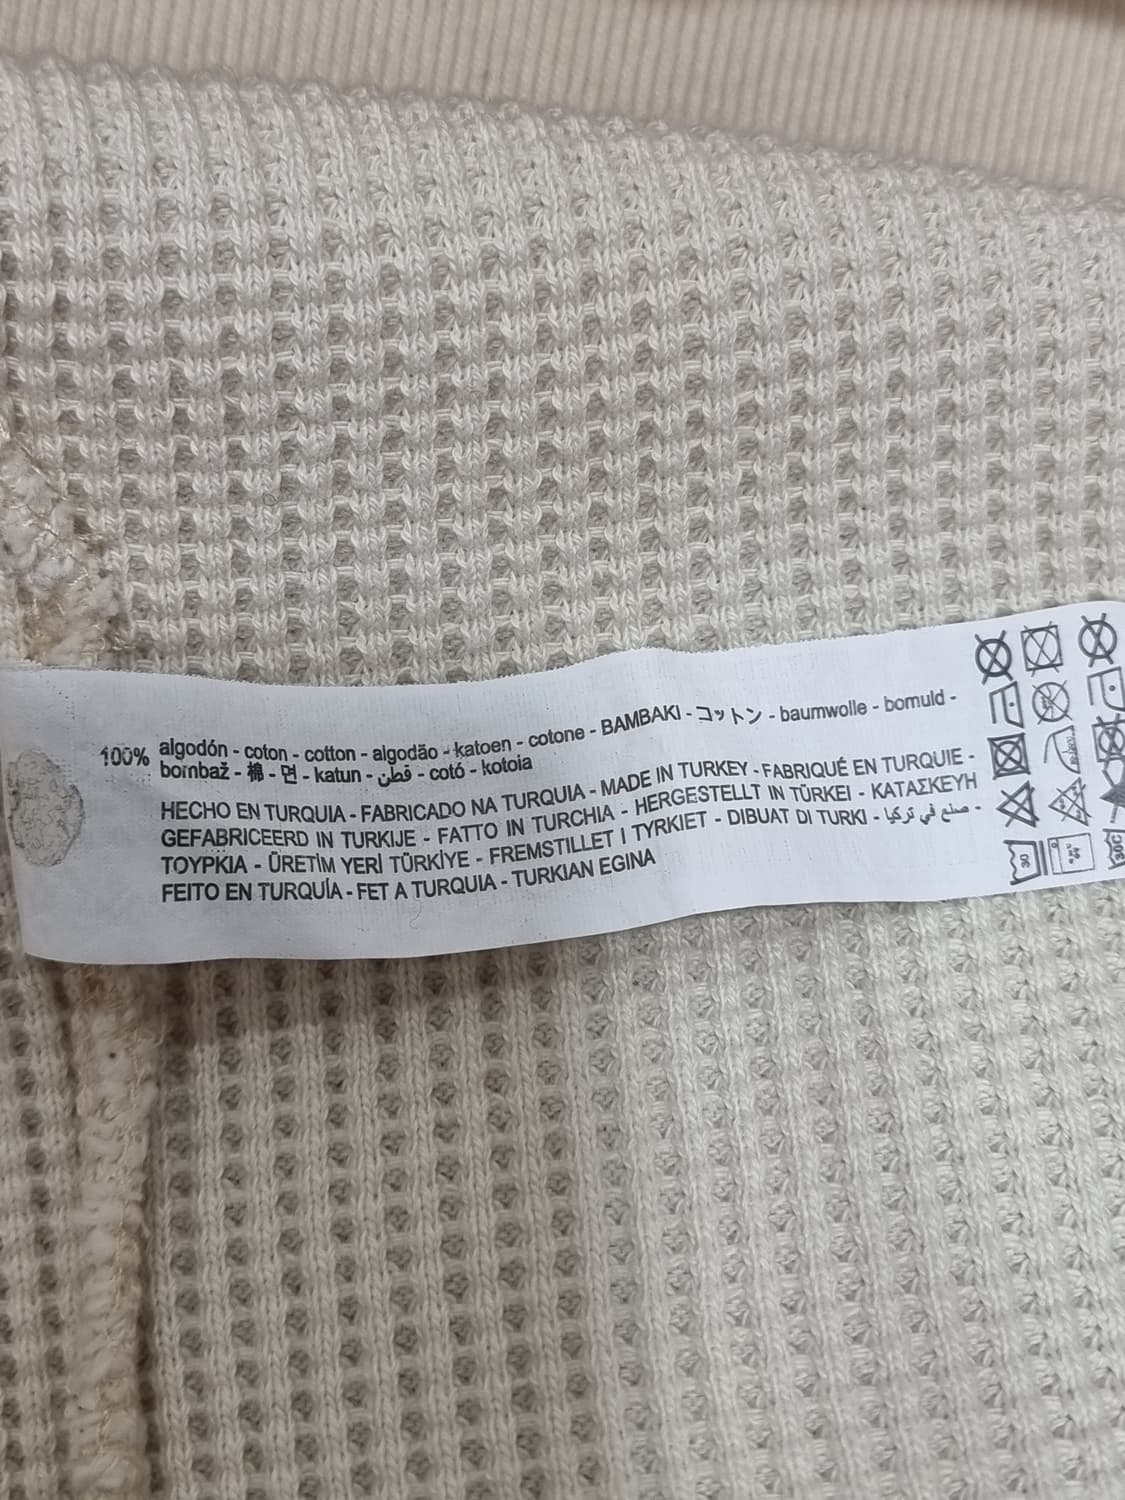 100% algodón - coton - cotton - algodão - katoen - cotone - BAMBAKI - コットン - baumwolle - bomuld -
bombaž - 棉 - 면 - katun - قطن - cotó - kotoia
HECHO EN TURQUIA - FABRICADO NA TURQUIA - MADE IN TURKEY - FABRIQUÉ EN TURQUIE -
GEFABRICEERD IN TURKIJE - FATTO IN TURCHIA - HERGESTELLT IN TÜRKEI - ΚΑΤΑΣΚΕΥΗ
ΤΟΥΡΚΙΑ - ÜRETİM YERİ TÜRKİYE - FREMSTILLET I TYRKIET - DIBUAT DI TURKI - صنع في تركيا -
FEITO EN TURQUÍA - FET A TURQUIA - TURKIAN EGINA
30
30C